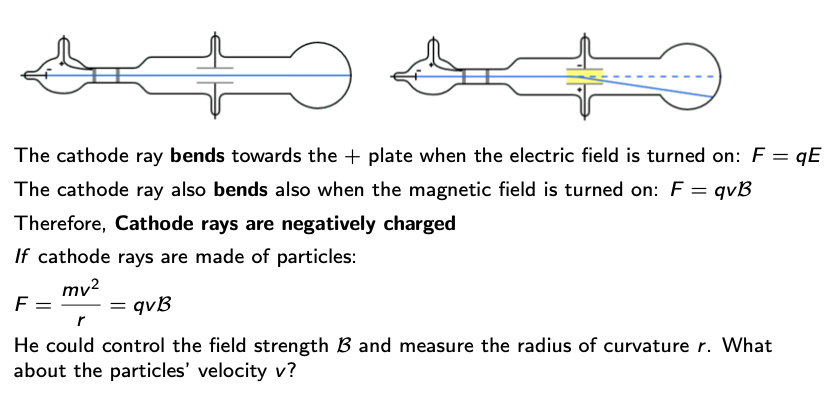 The cathode ray bends towards the + plate when the electric field is turned on: F = qE
The cathode ray also bends also when the magnetic field is turned on: F = qvB
Therefore, Cathode rays are negatively charged
If cathode rays are made of particles:
F = mv²/r = qvB
He could control the field strength B and measure the radius of curvature r. What
about the particles' velocity v?